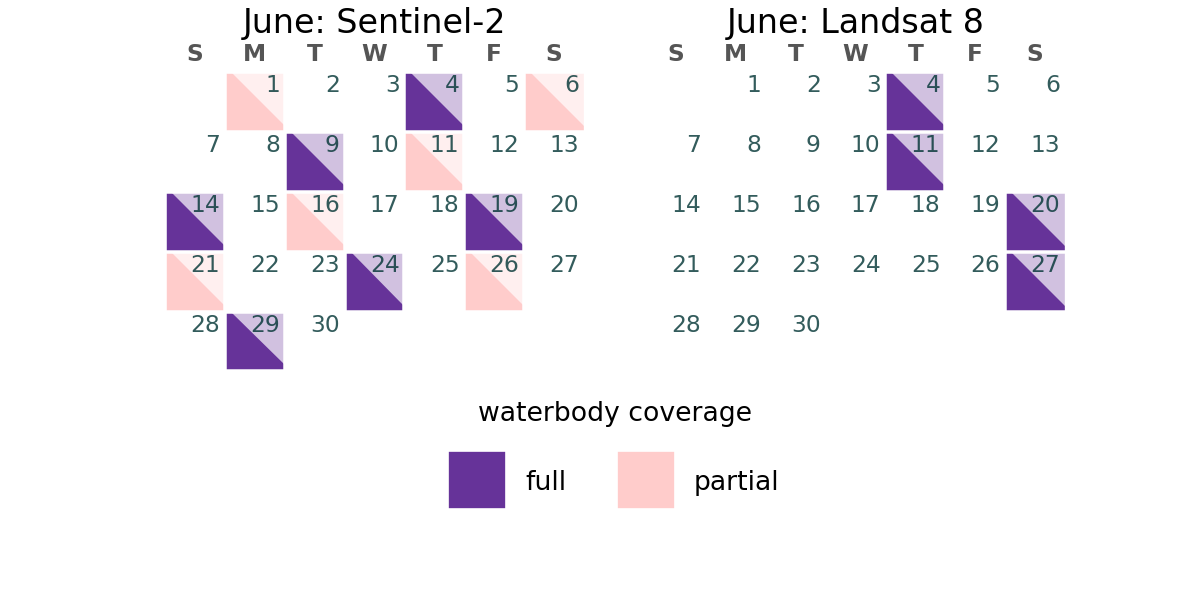 June: Sentinel-2
S M T W T F S
1 2 3 4 5 6
7 8 9 10 11 12 13
14 15 16 17 18 19 20
21 22 23 24 25 26 27
28 29 30
June: Landsat 8
S M T W T F S
1 2 3 4 5 6
7 8 9 10 11 12 13
14 15 16 17 18 19 20
21 22 23 24 25 26 27
28 29 30
waterbody coverage
full
partial